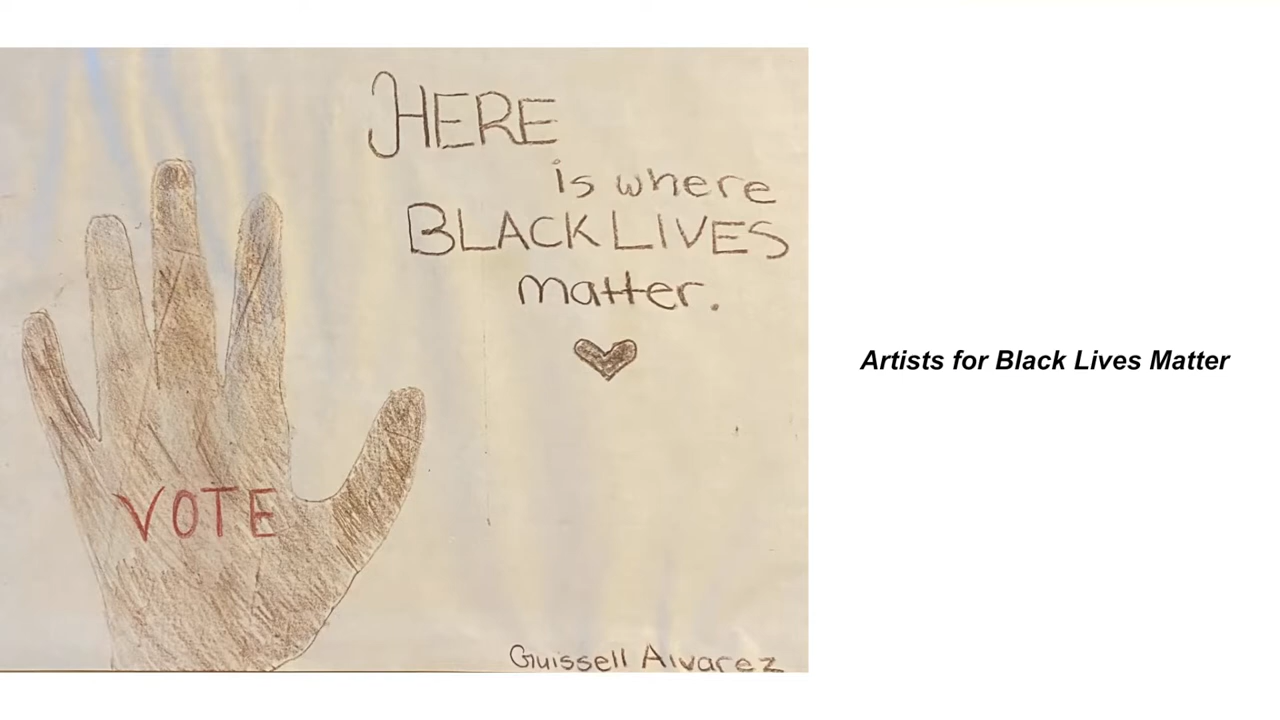 HERE
is where
BLACK LIVES
matter.
VOTE
Guissell Alvarez
Artists for Black Lives Matter